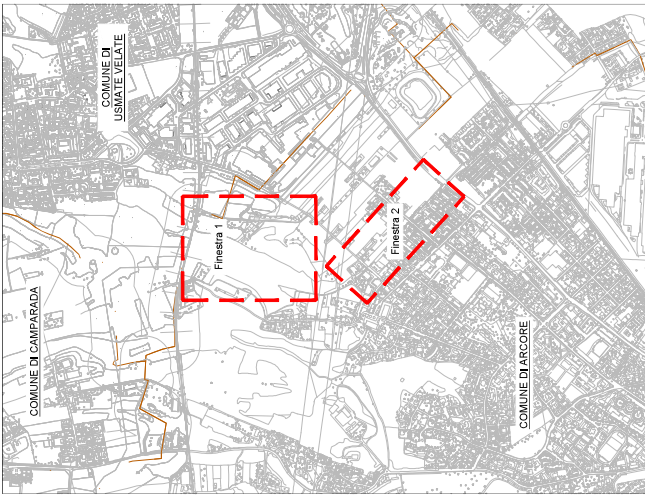 COMUNE DI
USMATE VELATE
COMUNE DI CAMPARADA
Finestra 1
Finestra 2
COMUNE DI ARCORE